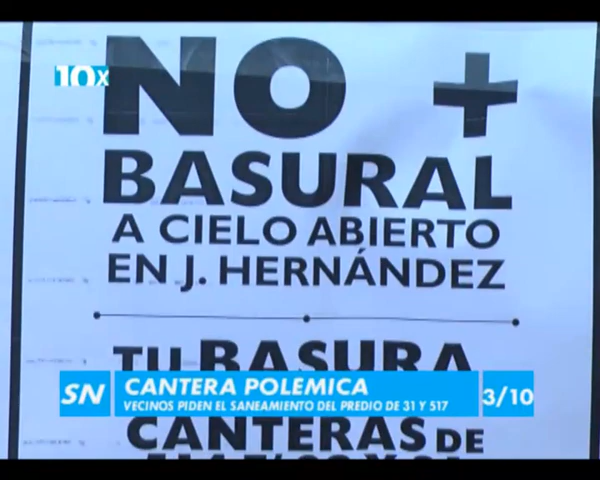 NO +
10x
BASURAL
A CIELO ABIERTO
EN J. HERNÁNDEZ
TU BASURA
SN
CANTERA POLÉMICA
VECINOS PIDEN EL SANEAMIENTO DEL PREDIO DE 31 Y 517
3/10
CANTERAS DE